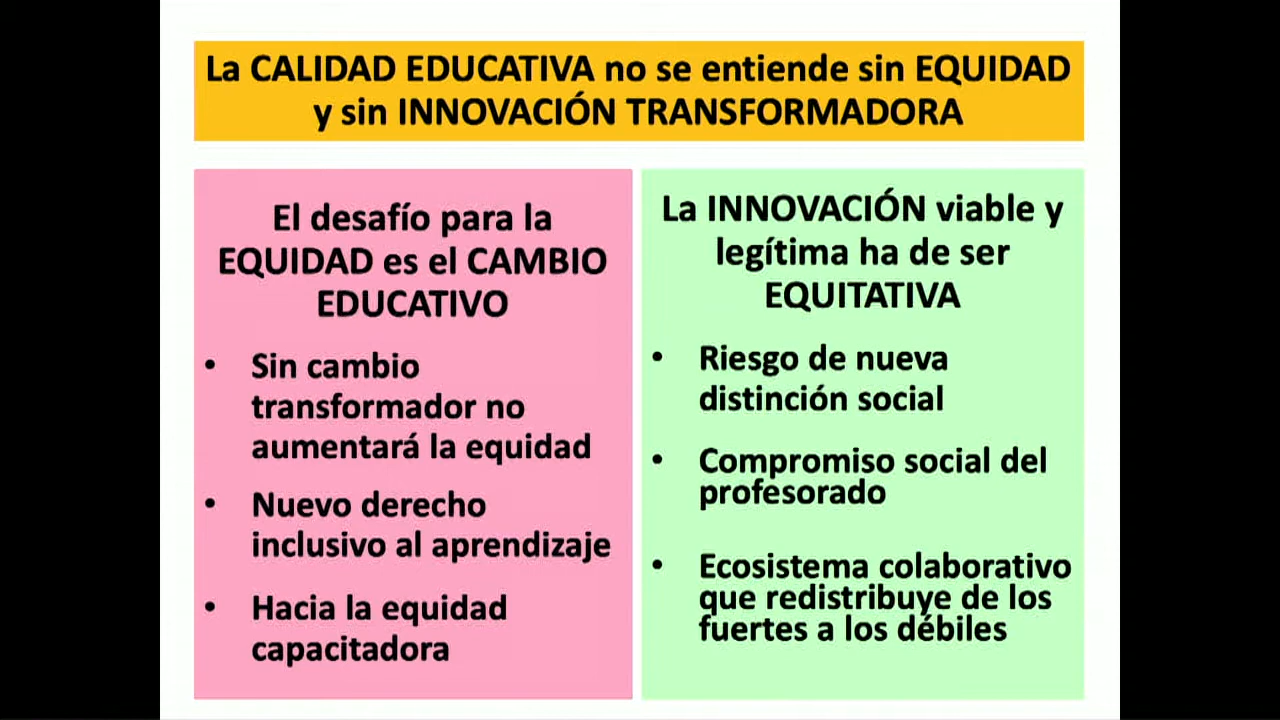 La CALIDAD EDUCATIVA no se entiende sin EQUIDAD
y sin INNOVACIÓN TRANSFORMADORA
El desafío para la
EQUIDAD es el CAMBIO
EDUCATIVO
• Sin cambio
transformador no
aumentará la equidad
• Nuevo derecho
inclusivo al aprendizaje
• Hacia la equidad
capacitadora
La INNOVACIÓN viable y
legítima ha de ser
EQUITATIVA
• Riesgo de nueva
distinción social
• Compromiso social del
profesorado
• Ecosistema colaborativo
que redistribuye de los
fuertes a los débiles